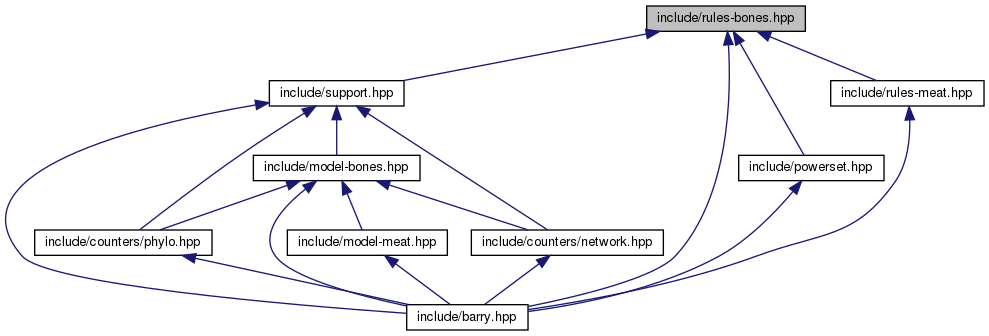 include/rules-bones.hpp
include/support.hpp
include/rules-meat.hpp
include/model-bones.hpp
include/powerset.hpp
include/counters/phylo.hpp
include/model-meat.hpp
include/counters/network.hpp
include/barry.hpp